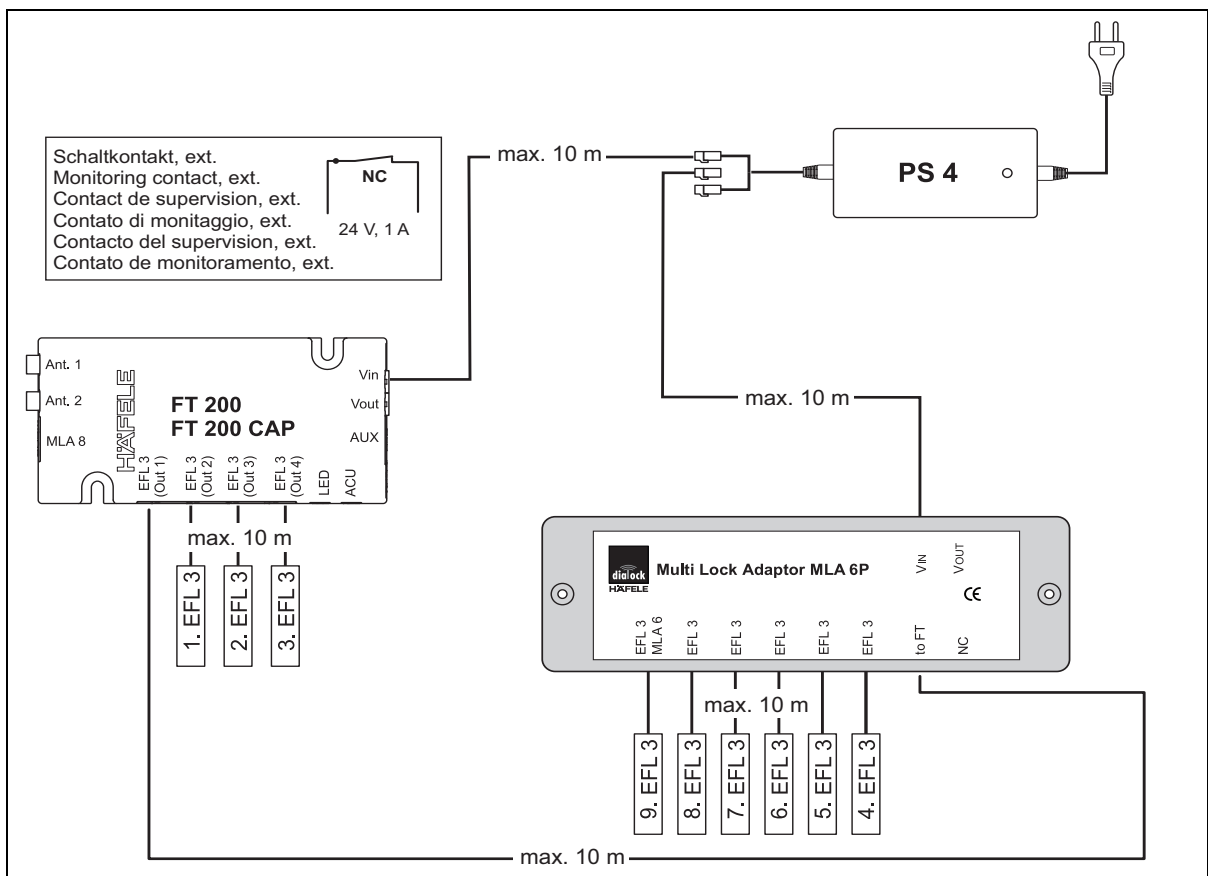 Schaltkontakt, ext.
Monitoring contact, ext.
Contact de supervision, ext.
Contato di monitaggio, ext.
Contacto del supervision, ext.
Contato de monitoramento, ext.
NC
24 V, 1 A
max. 10 m
PS 4
max. 10 m
Ant. 1
Ant. 2
MLA 8
HÄFELE
FT 200
FT 200 CAP
Vin
Vout
AUX
EFL 3
(Out 1)
EFL 3
(Out 2)
EFL 3
(Out 3)
EFL 3
(Out 4)
LED
ACU
max. 10 m
1. EFL 3
2. EFL 3
3. EFL 3
dialock
HÄFELE
Multi Lock Adaptor MLA 6P
VIN
VOUT
CE
EFL 3
MLA 6
EFL 3
EFL 3
EFL 3
EFL 3
EFL 3
to FT
NC
max. 10 m
9. EFL 3
8. EFL 3
7. EFL 3
6. EFL 3
5. EFL 3
4. EFL 3
max. 10 m